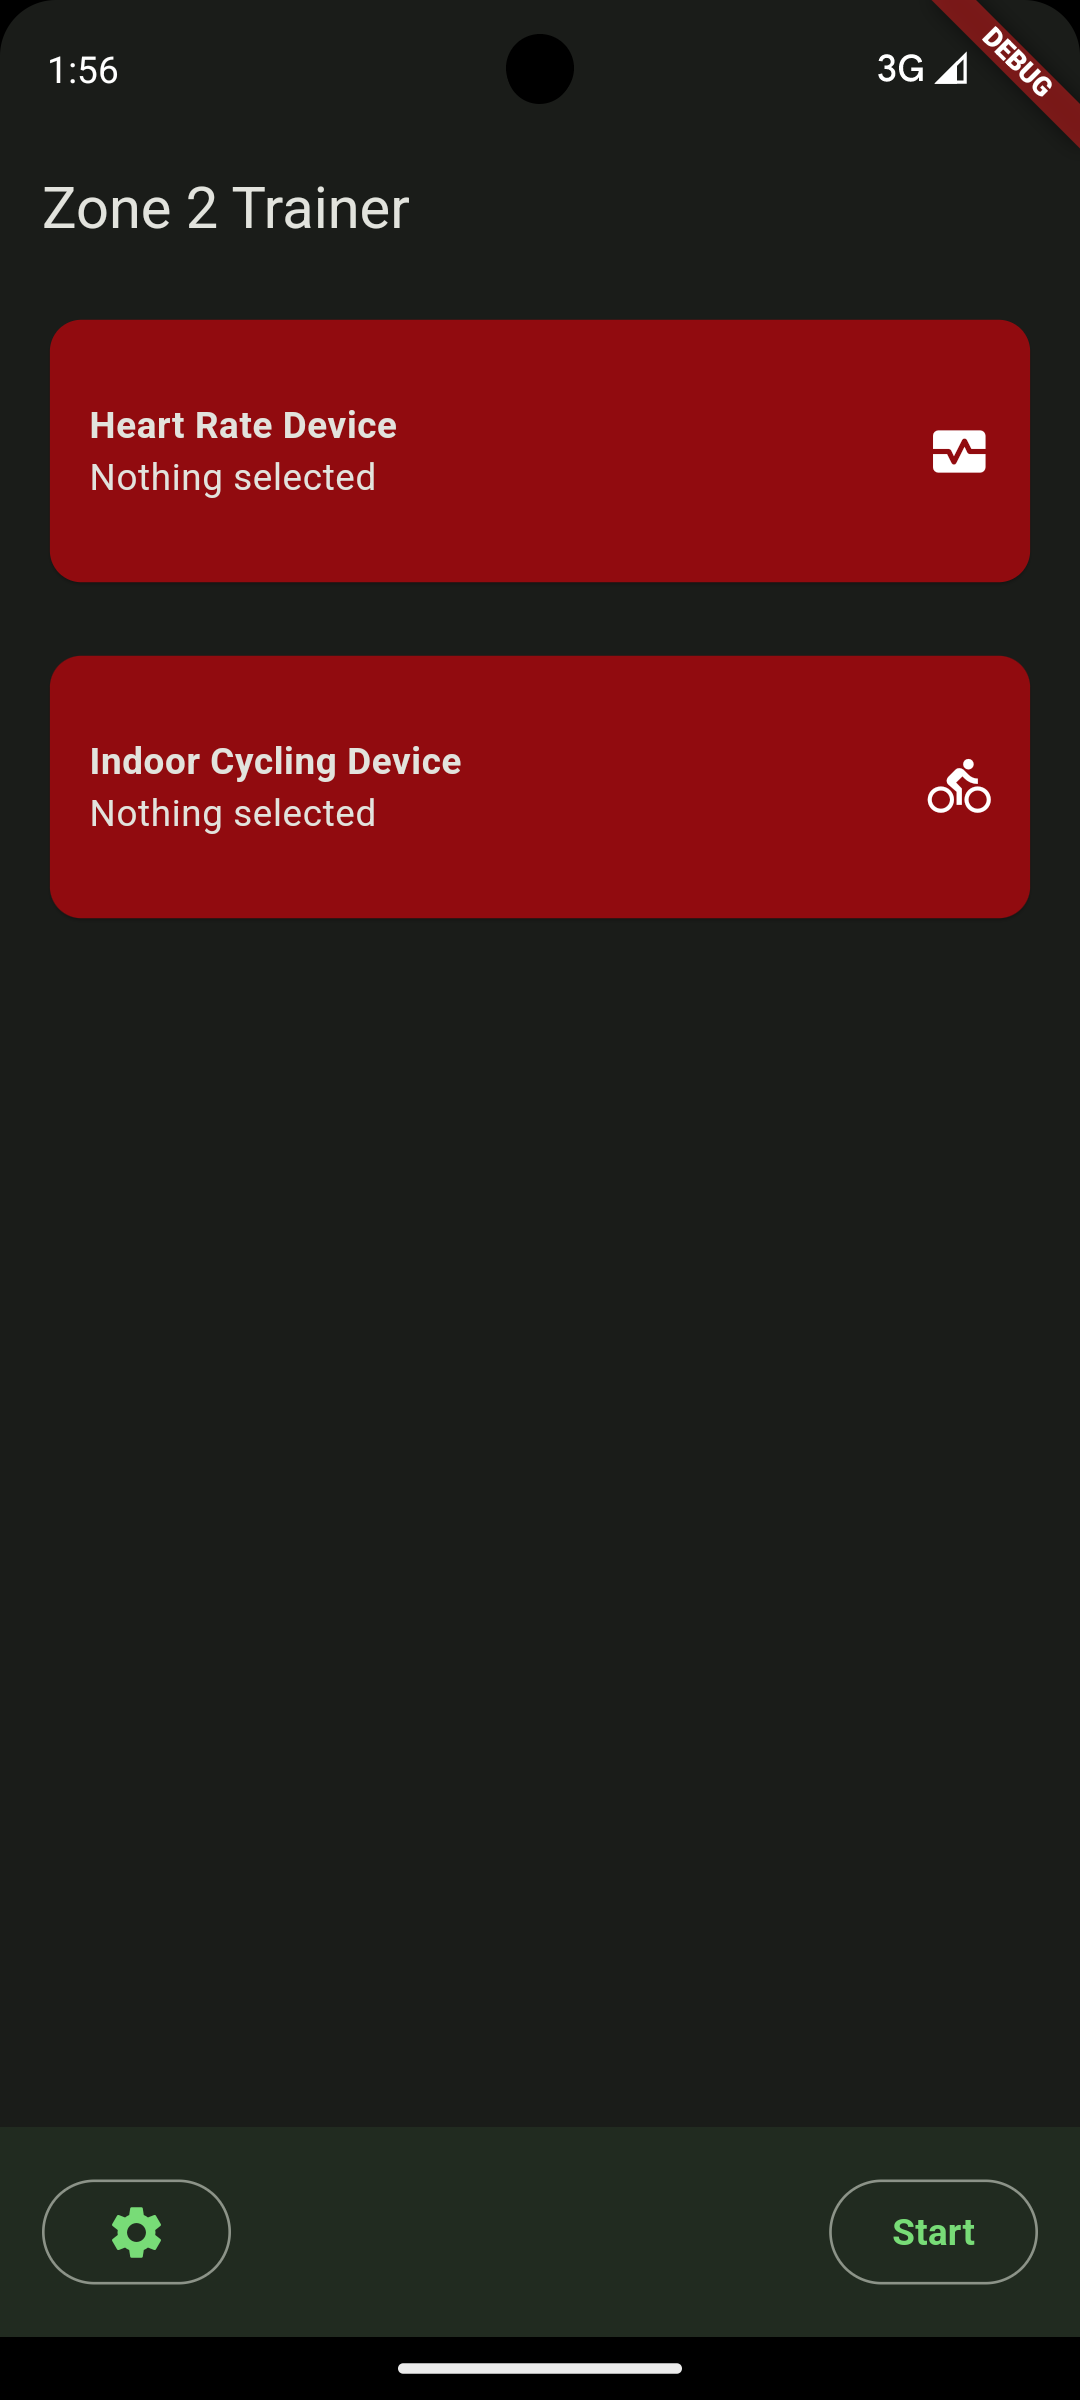 1:56
3G
DEBUG
Zone 2 Trainer
Heart Rate Device
Nothing selected
Indoor Cycling Device
Nothing selected
Start